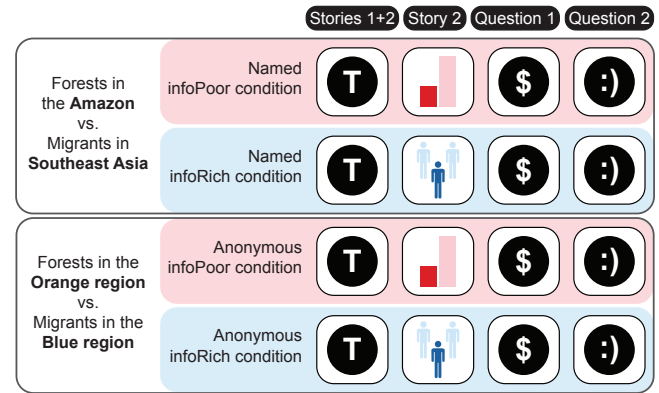 Stories 1+2 Story 2 Question 1 Question 2
Forests in
the Amazon
vs.
Migrants in
Southeast Asia
Named
infoPoor condition
T $ :)
Named
infoRich condition
T $ :)
Forests in the
Orange region
vs.
Migrants in the
Blue region
Anonymous
infoPoor condition
T $ :)
Anonymous
infoRich condition
T $ :)